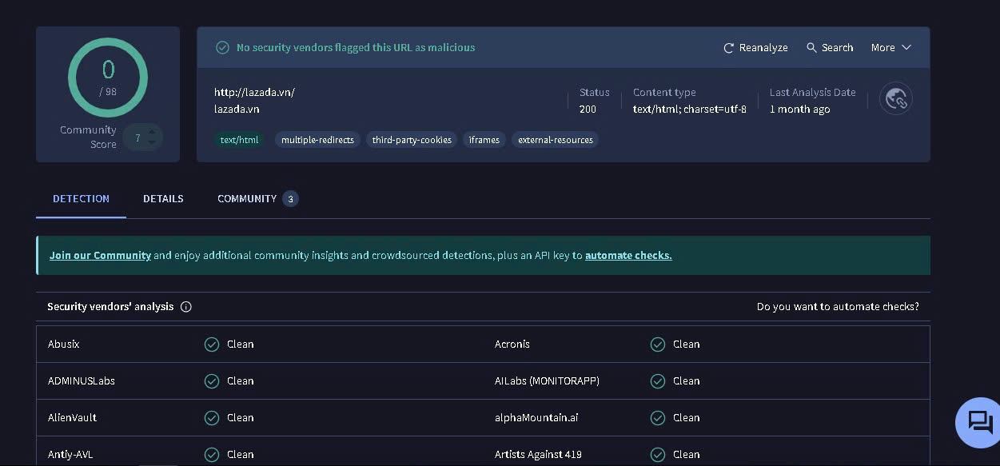 0
/ 98
Community
Score
7
No security vendors flagged this URL as malicious
Reanalyze
Search
More
http://lazada.vn/
lazada.vn
Status
200
Content type
text/html; charset=utf-8
Last Analysis Date
1 month ago
text/html
multiple-redirects
third-party-cookies
iframes
external-resources
DETECTION
DETAILS
COMMUNITY 3
Join our Community and enjoy additional community insights and crowdsourced detections, plus an API key to automate checks.
Security vendors' analysis
Do you want to automate checks?
Abusix Clean Acronis Clean
ADMINUSLabs Clean AILabs (MONITORAPP) Clean
AlienVault Clean alphaMountain.ai Clean
Antiy-AVL Clean Artists Against 419 Clean